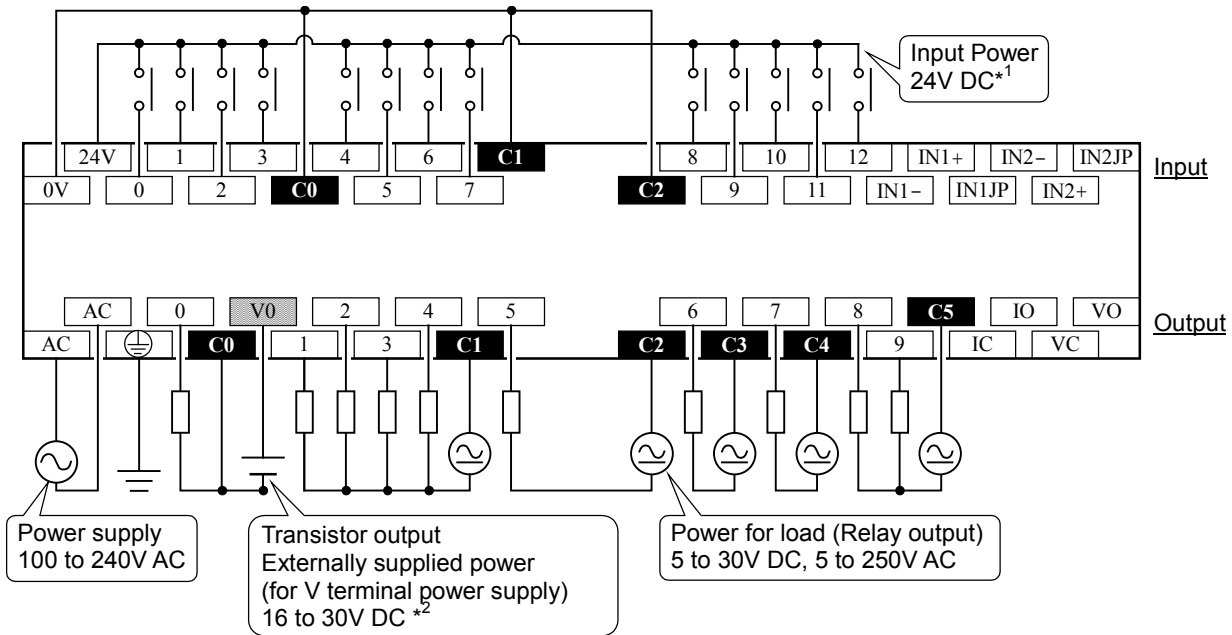 Input Power
24V DC*1
24V 1 3 4 6 C1 8 10 12 IN1+ IN2− IN2JP
Input
0V 0 2 C0 5 7 C2 9 11 IN1− IN1JP IN2+
AC 0 V0 2 4 5 6 7 8 C5 IO VO
Output
AC C0 1 3 C1 C2 C3 C4 9 IC VC
Power supply
100 to 240V AC
Transistor output
Externally supplied power
(for V terminal power supply)
16 to 30V DC *2
Power for load (Relay output)
5 to 30V DC, 5 to 250V AC